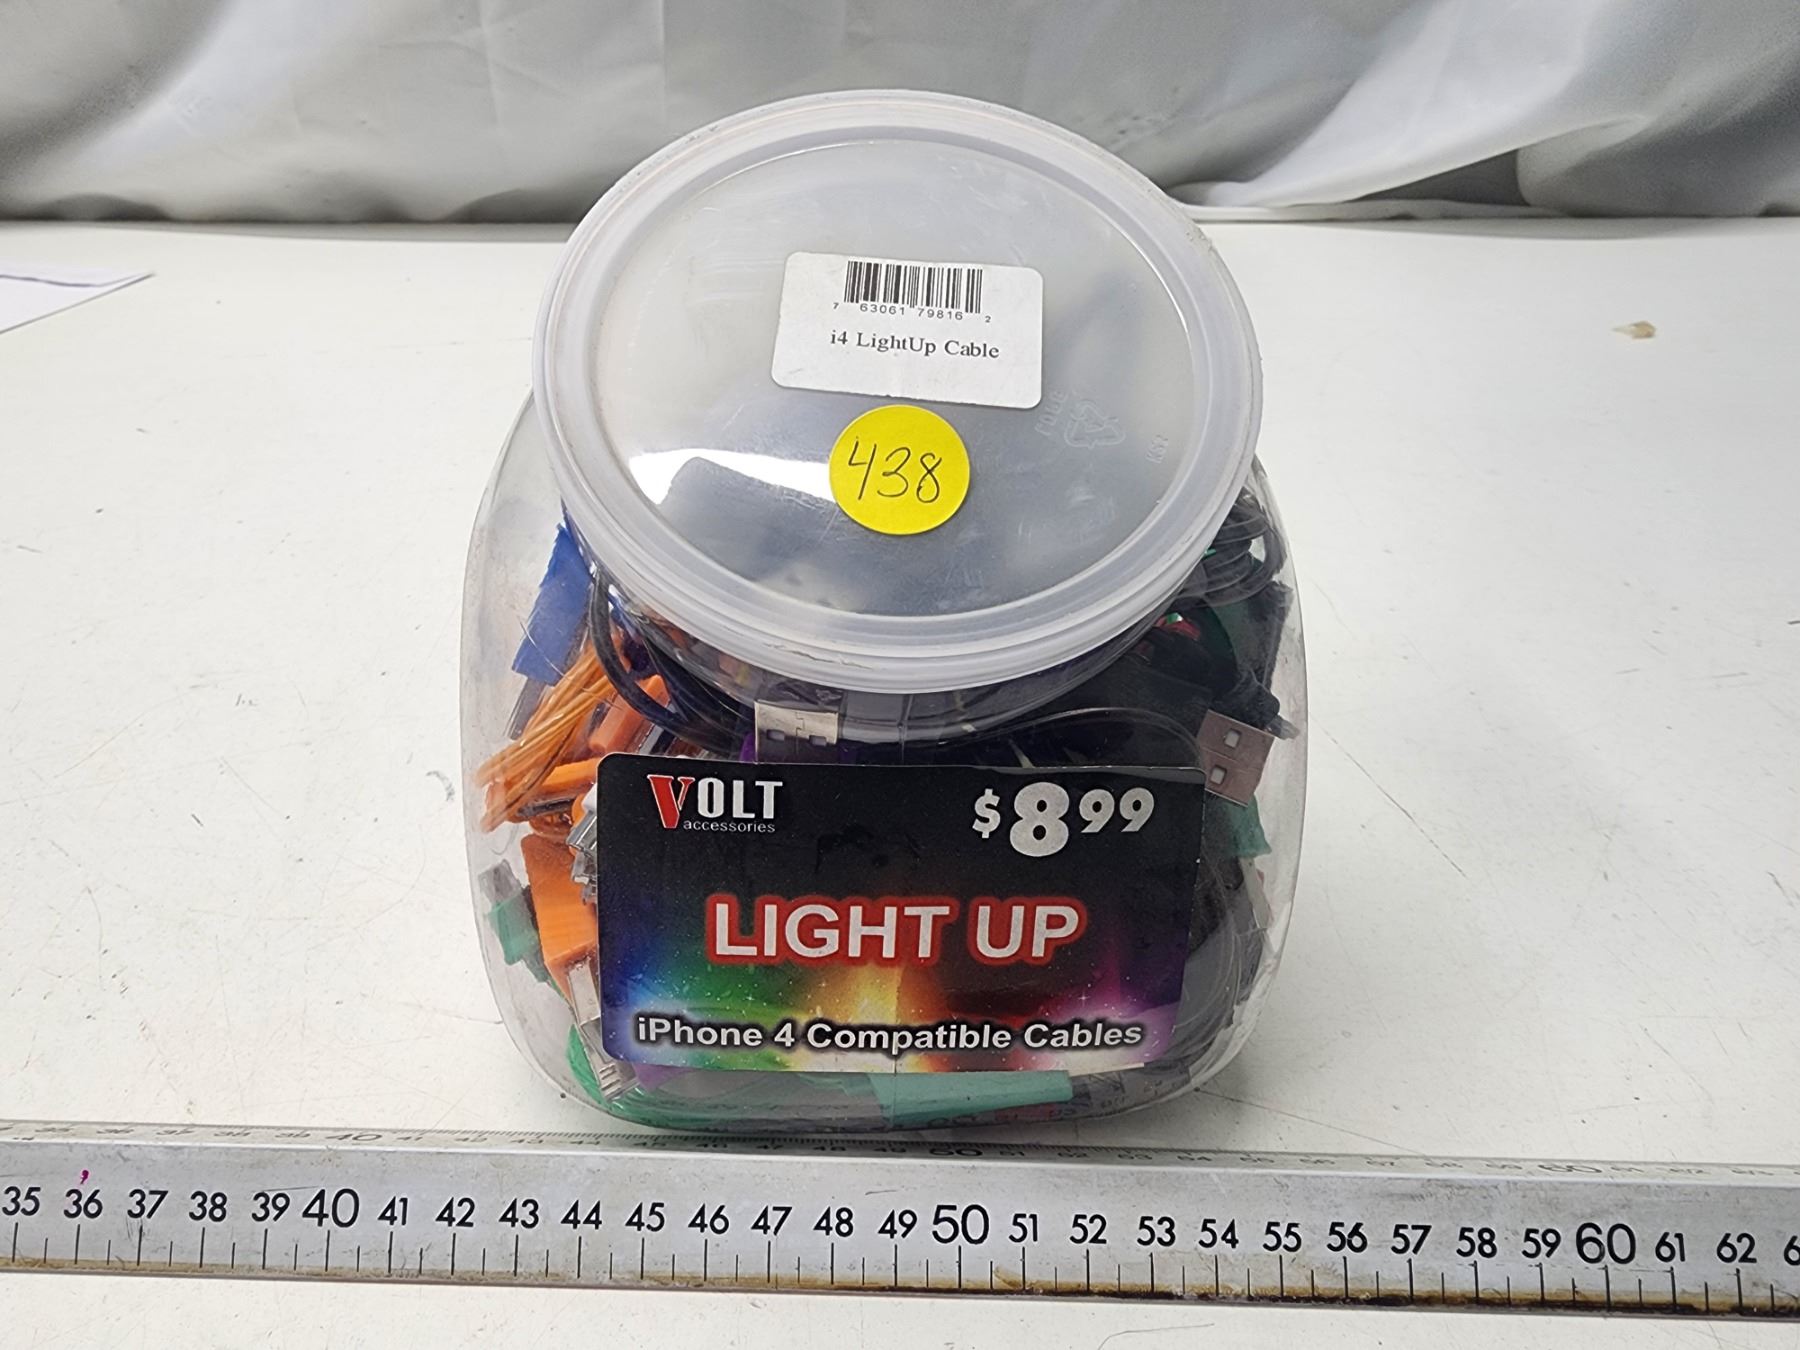 7 63061 79816 2
i4 LightUp Cable
438
VOLT
accessories
$8.99
LIGHT UP
iPhone 4 Compatible Cables
35 36 37 38 39 40 41 42 43 44 45 46 47 48 49 50 51 52 53 54 55 56 57 58 59 60 61 62